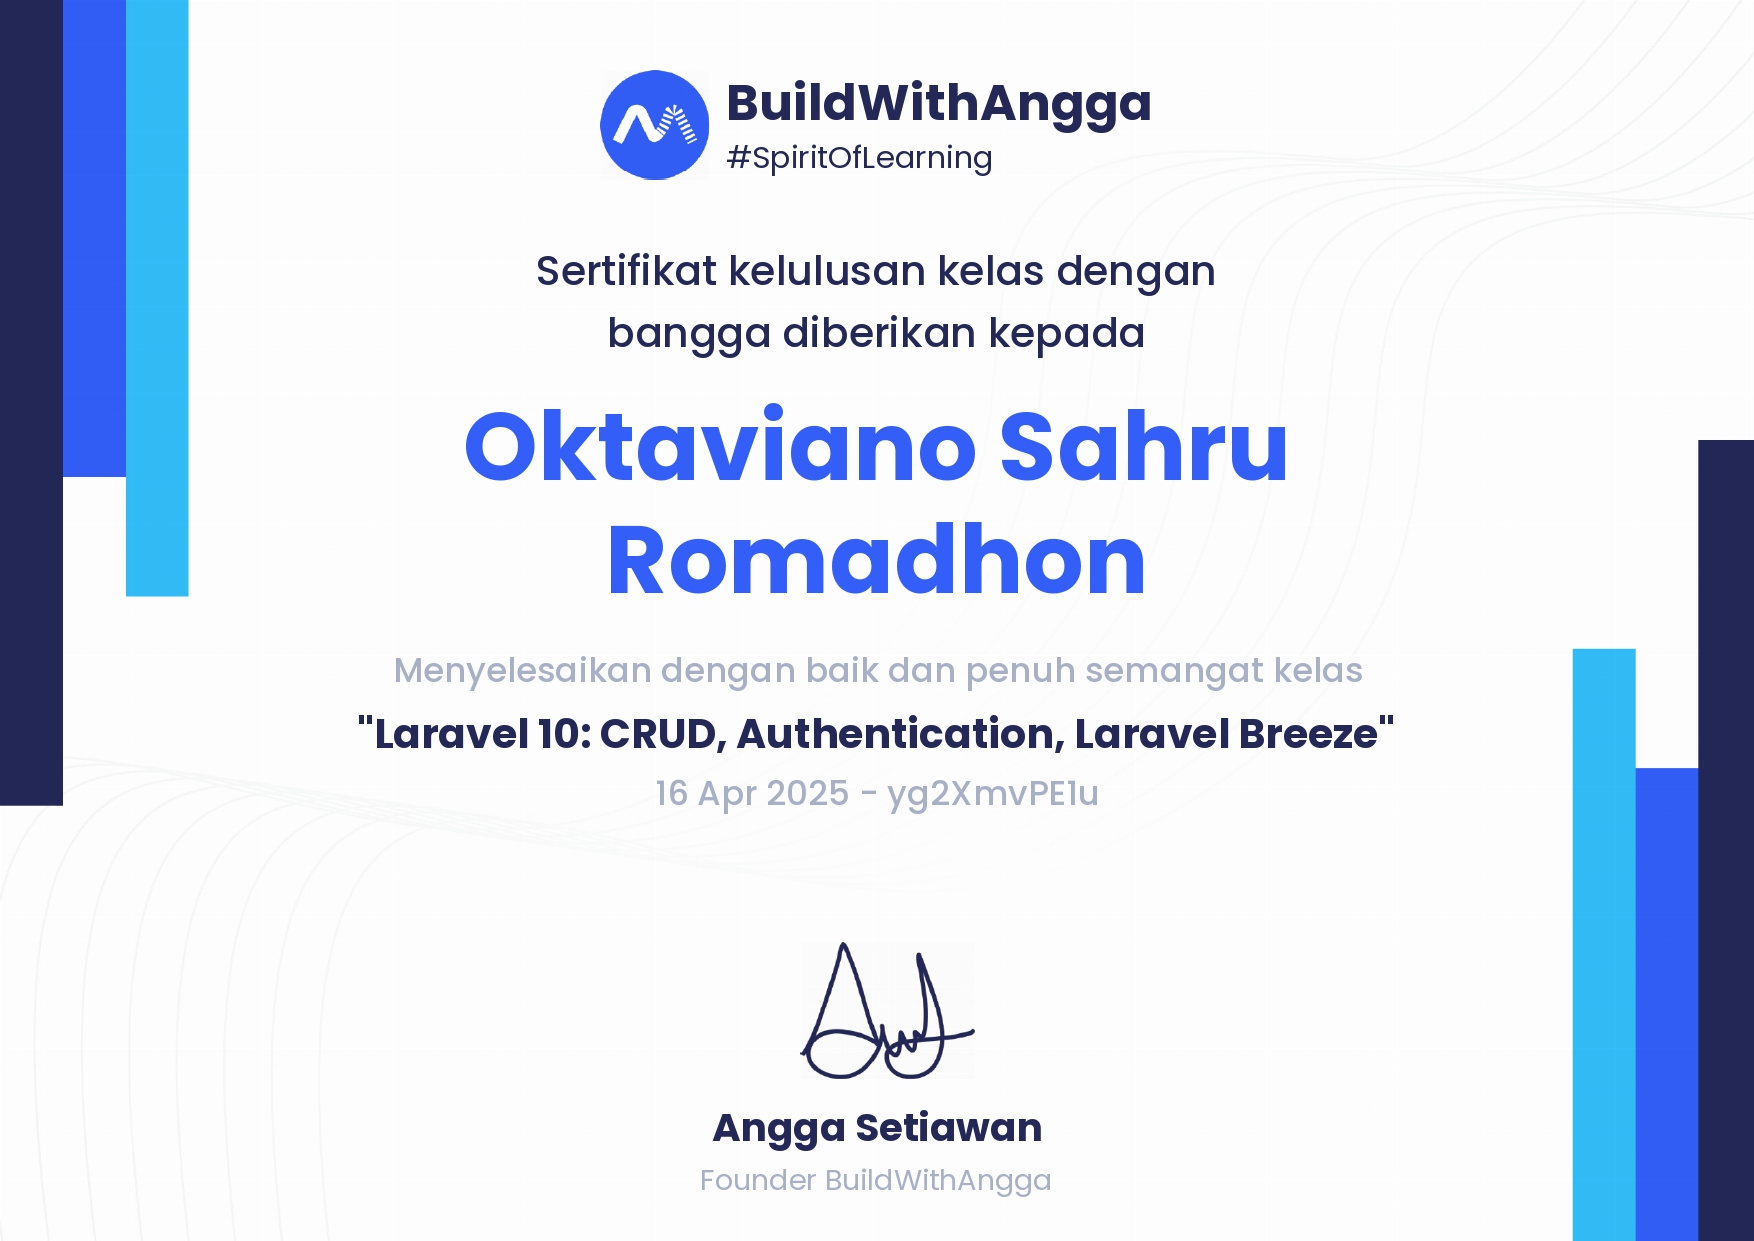 BuildWithAngga
#SpiritOfLearning
Sertifikat kelulusan kelas dengan
bangga diberikan kepada
Oktaviano Sahru
Romadhon
Menyelesaikan dengan baik dan penuh semangat kelas
"Laravel 10: CRUD, Authentication, Laravel Breeze"
16 Apr 2025 - yg2XmvPE1u
Angga Setiawan
Founder BuildWithAngga